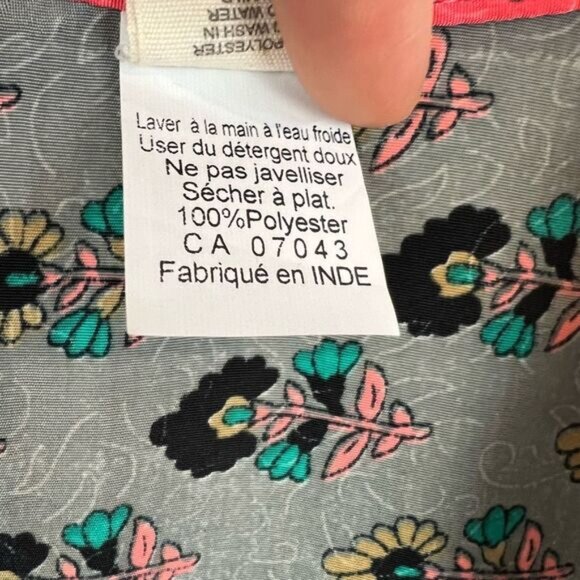 POLYESTER
WASH IN
WATER
Laver à la main à l'eau froide
User du détergent doux
Ne pas javelliser
Sécher à plat.
100%Polyester
CA 07043
Fabriqué en INDE